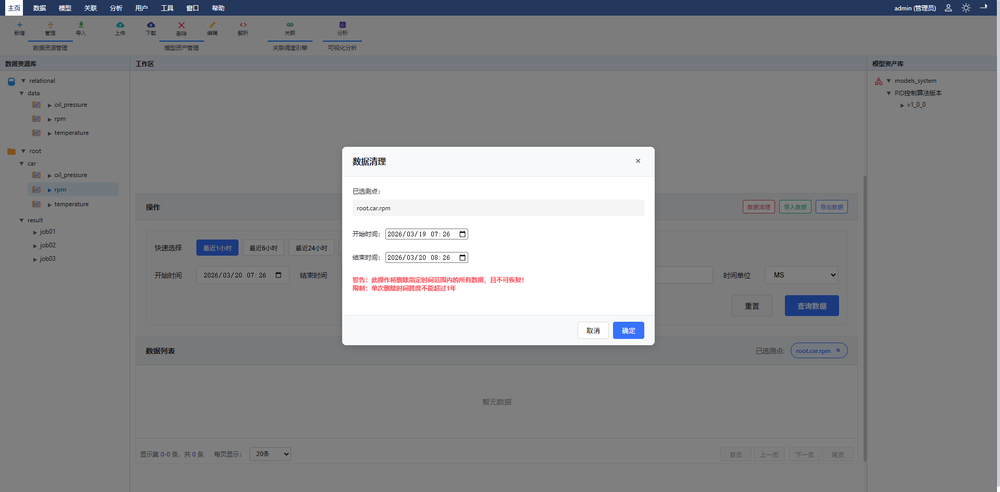 主页 数据 模型 关联 分析 用户 工具 窗口 帮助 admin (管理员)
新增 管理 导入 上传 下载 删除 编辑 解析 关联 分析
数据资源管理 模型资产管理 关联调度引擎 可视化分析
数据资源库
relational
data
oil_pressure
rpm
temperature
root
car
oil_pressure
rpm
temperature
result
job01
job02
job03
工作区
操作 数据清理 导入数据 导出数据
快速选择 最近1小时 最近6小时 最近24小时
开始时间 2026/03/20 07:26 结束时间 时间单位 MS
重置 查询数据
数据列表 已选测点: root.car.rpm ×
暂无数据
显示第 0-0 条，共 0 条 每页显示： 20条 首页 上一页 下一页 尾页
数据清理 ×
已选测点：
root.car.rpm
开始时间： 2026/03/19 07:26
结束时间： 2026/03/20 08:26
警告：此操作将删除指定时间范围内的所有数据，且不可恢复！
限制：单次删除时间跨度不能超过1年
取消 确定
模型资产库
models_system
PID控制算法版本
v1_0_0